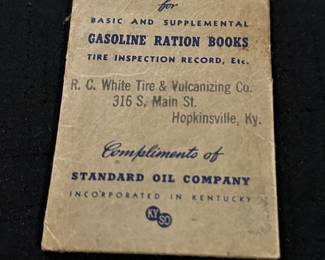 for
BASIC AND SUPPLEMENTAL
GASOLINE RATION BOOKS
TIRE INSPECTION RECORD, ETC.
R. C. White Tire & Vulcanizing Co.
316 S. Main St.
Hopkinsville, Ky.
Compliments of
STANDARD OIL COMPANY
INCORPORATED IN KENTUCKY
KY
SO